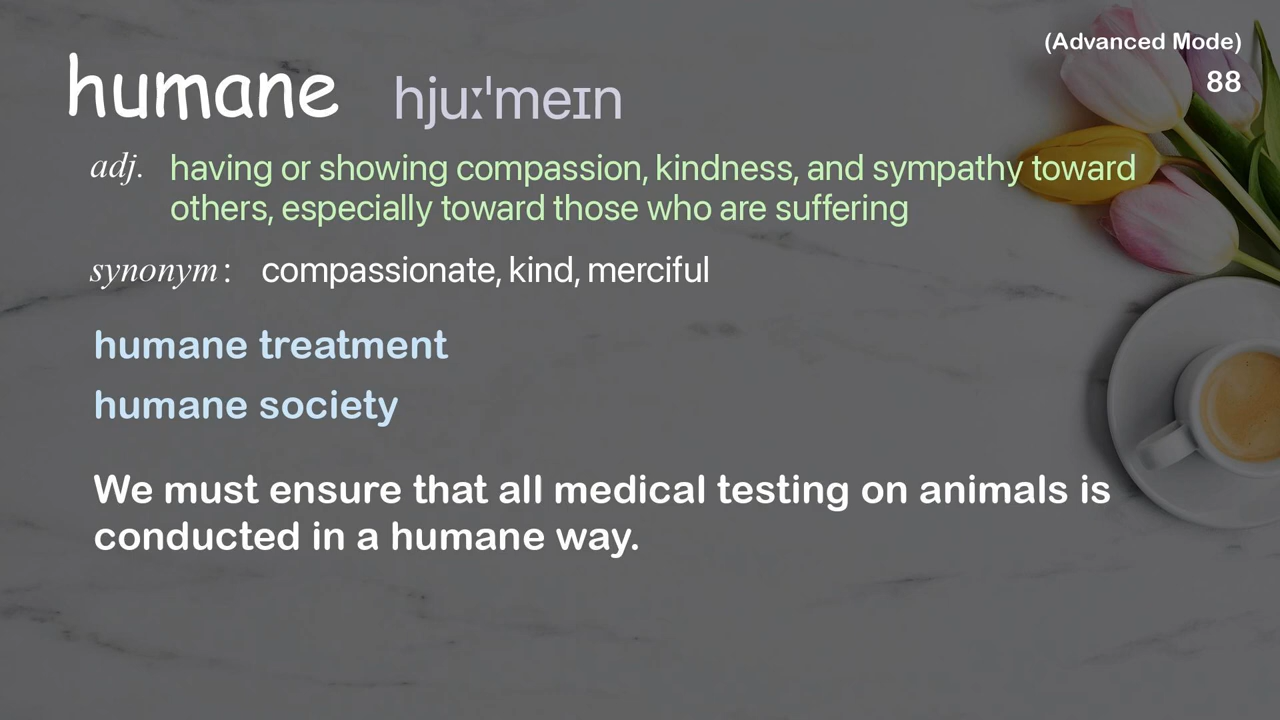 (Advanced Mode)
88
humane hjuːˈmeɪn
adj. having or showing compassion, kindness, and sympathy toward
others, especially toward those who are suffering
synonym: compassionate, kind, merciful
humane treatment
humane society
We must ensure that all medical testing on animals is
conducted in a humane way.